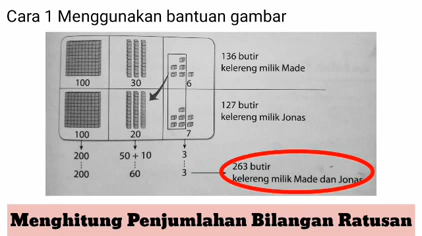 Cara 1 Menggunakan bantuan gambar
136 butir
kelereng milik Made
100 30 6
127 butir
kelereng milik Jonas
100 20 7
200 50 + 10 3
200 60 3
263 butir
kelereng milik Made dan Jonas
Menghitung Penjumlahan Bilangan Ratusan